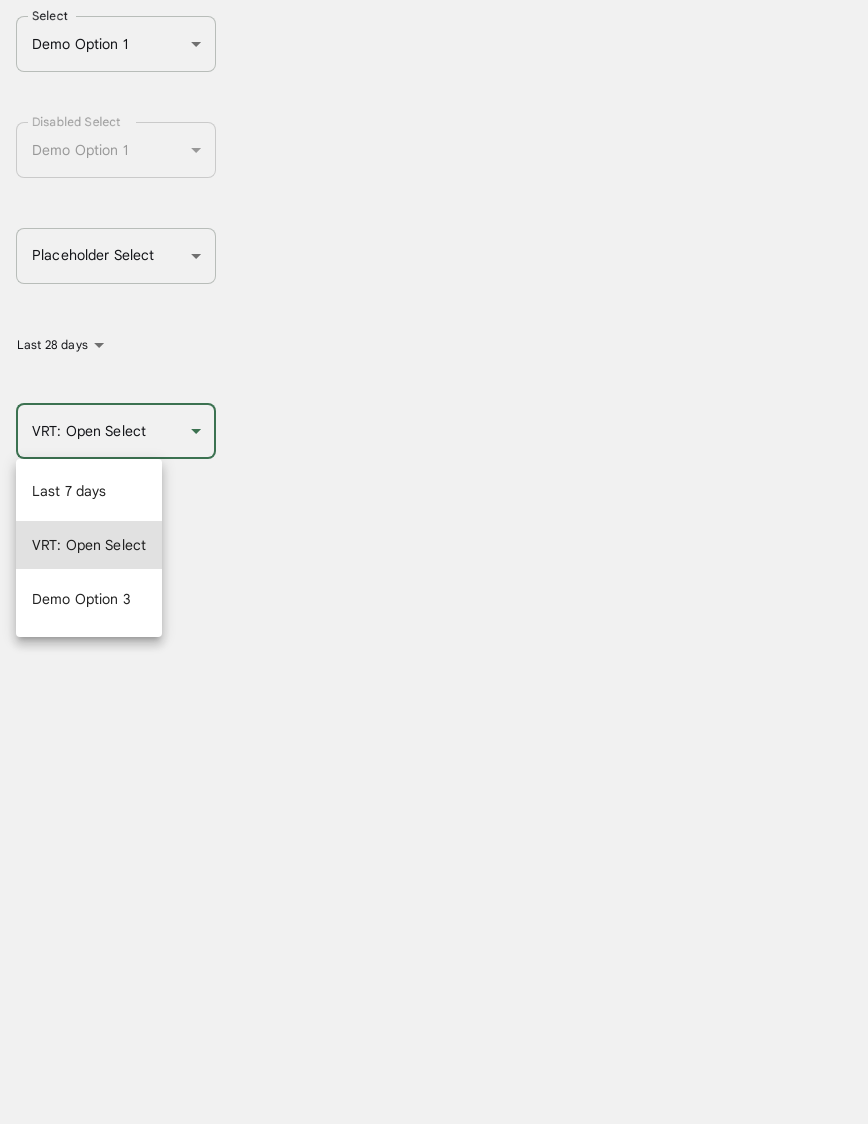 Select
Demo Option 1
Disabled Select
Demo Option 1
Placeholder Select
Last 28 days
VRT: Open Select
Last 7 days
VRT: Open Select
Demo Option 3